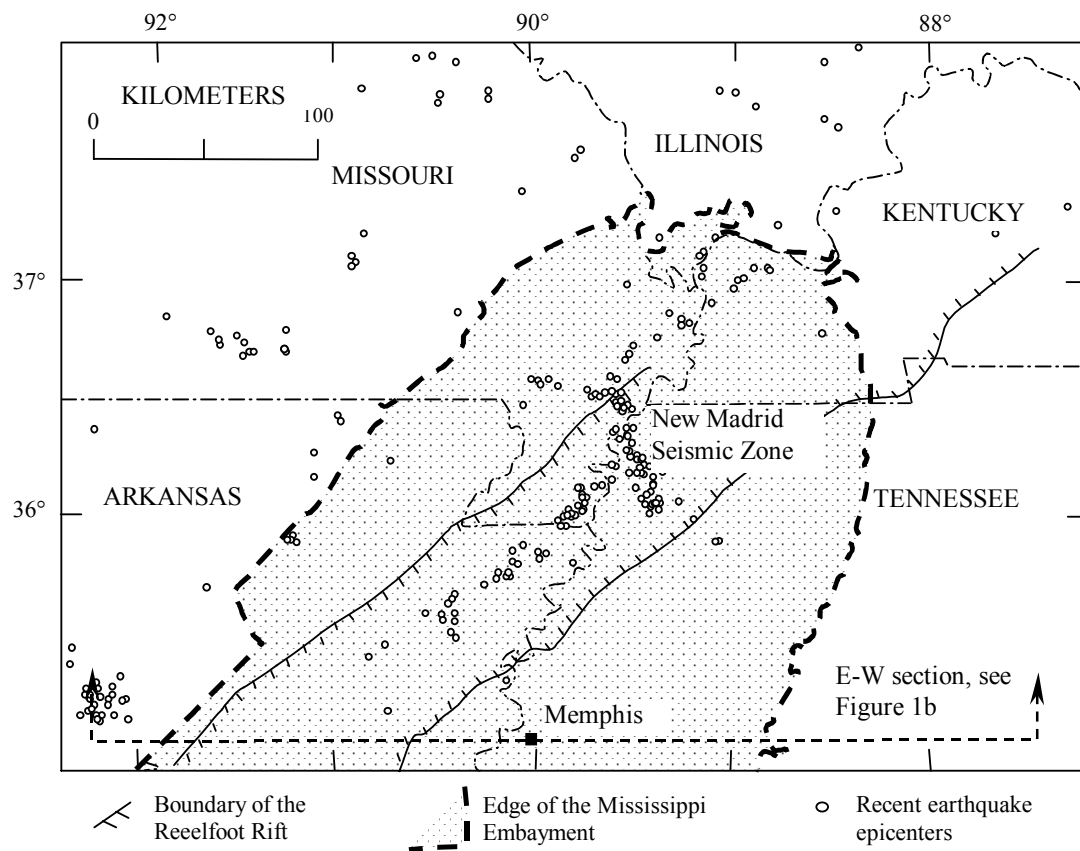 92°
90°
88°
KILOMETERS
0
100
ILLINOIS
MISSOURI
KENTUCKY
37°
New Madrid
Seismic Zone
ARKANSAS
TENNESSEE
36°
E-W section, see
Figure 1b
Memphis
Boundary of the
Reeelfoot Rift
Edge of the Mississippi
Embayment
Recent earthquake
epicenters